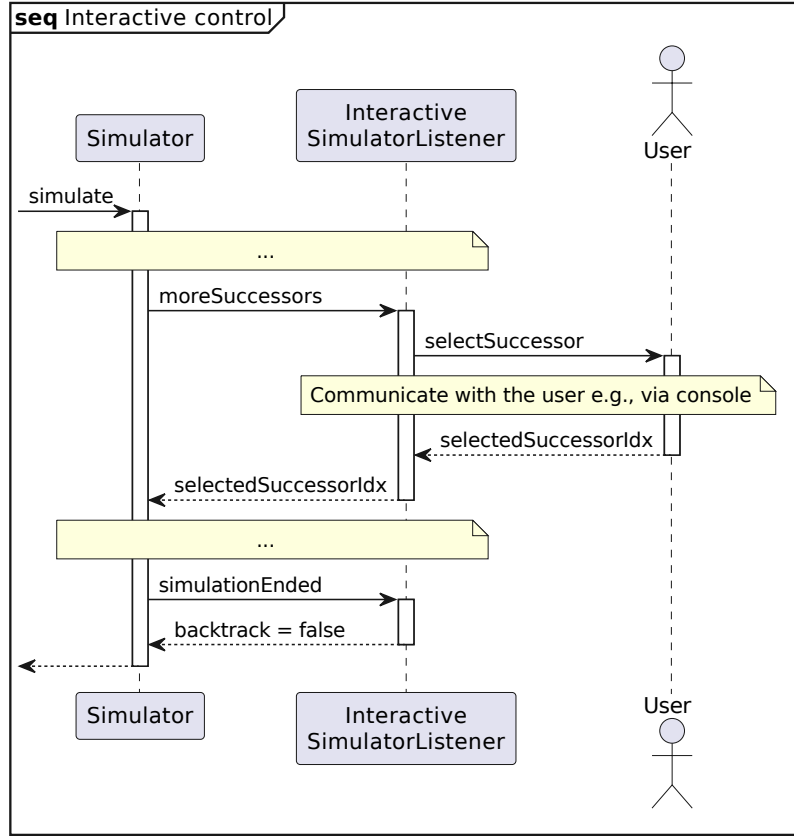 seq Interactive control
Simulator
Interactive
SimulatorListener
User
simulate
...
moreSuccessors
selectSuccessor
Communicate with the user e.g., via console
selectedSuccessorIdx
selectedSuccessorIdx
...
simulationEnded
backtrack = false
Simulator
Interactive
SimulatorListener
User